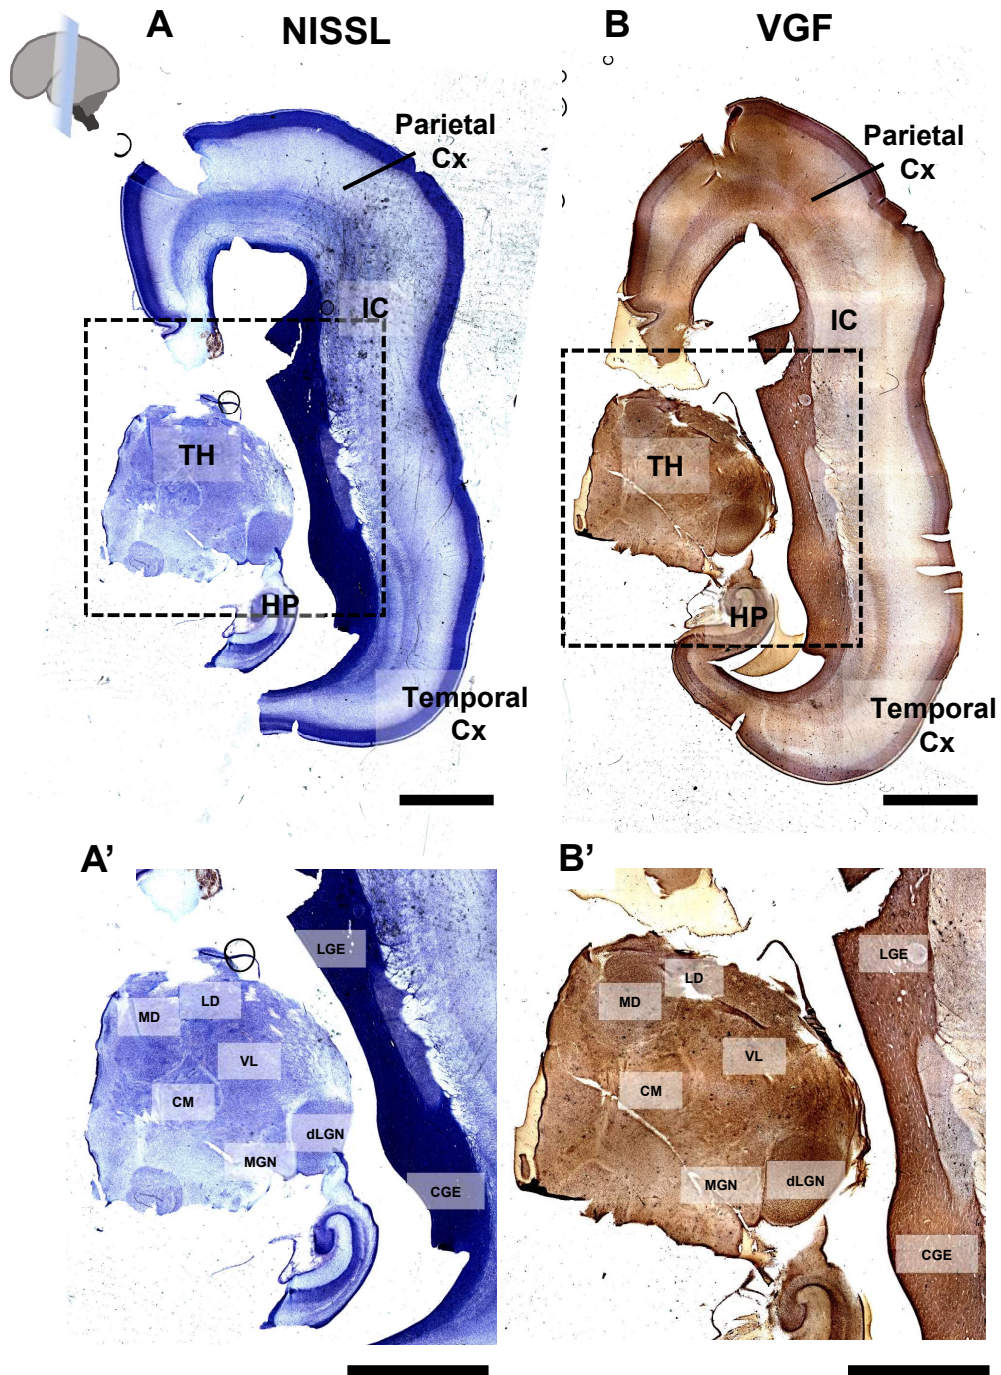 A
NISSL
B
VGF
Parietal
Cx
Parietal
Cx
IC
IC
TH
TH
HP
HP
Temporal
Cx
Temporal
Cx
A'
B'
LGE
LD
MD
VL
CM
dLGN
MGN
CGE
LGE
LD
MD
VL
CM
MGN
dLGN
CGE